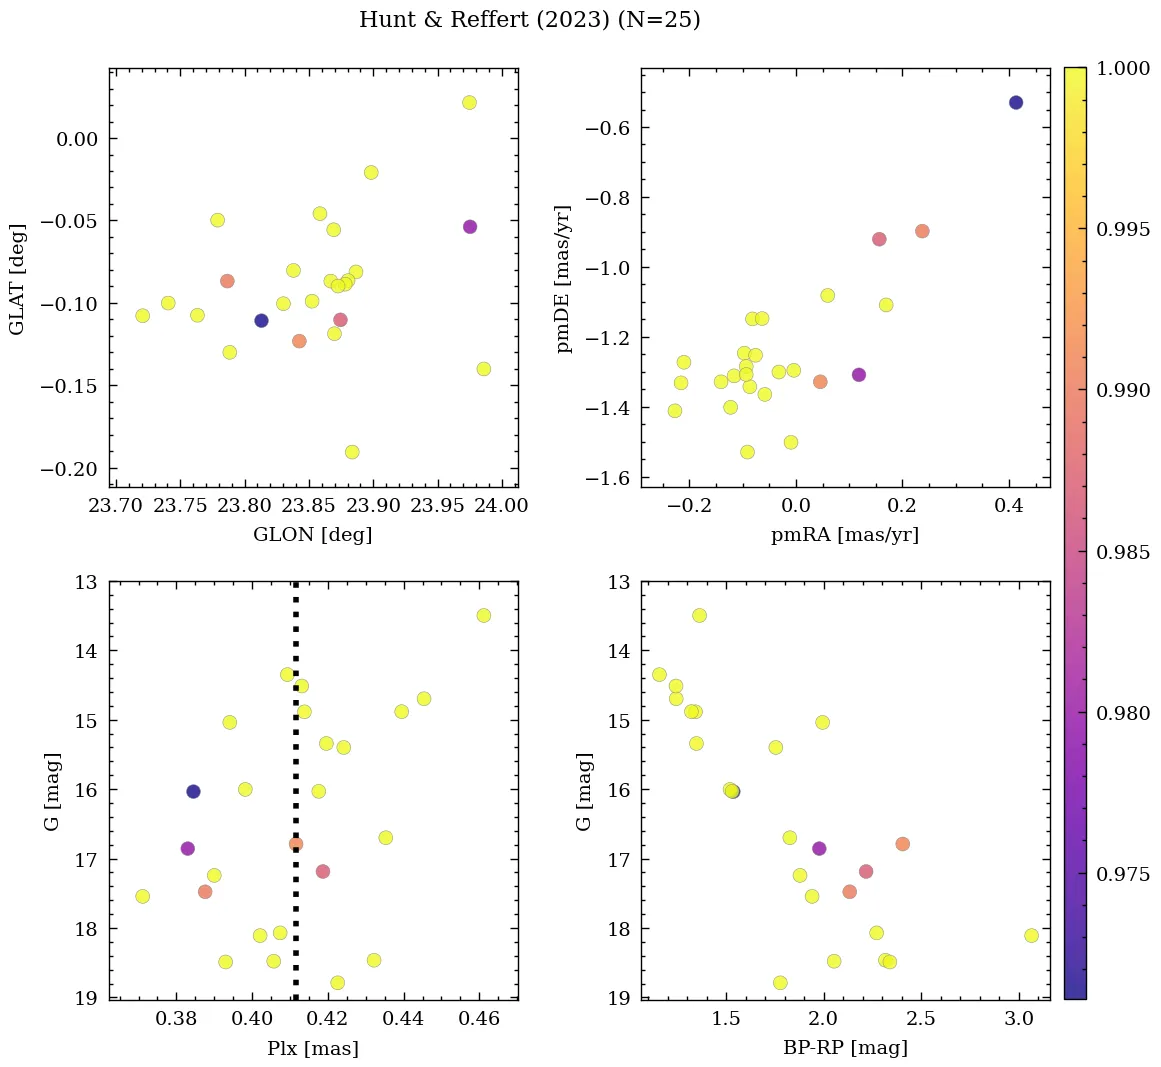 Hunt & Reffert (2023) (N=25)
0.00
−0.05
−0.10
−0.15
−0.20
GLAT [deg]
23.70 23.75 23.80 23.85 23.90 23.95 24.00
GLON [deg]
−0.6
−0.8
−1.0
−1.2
−1.4
−1.6
pmDE [mas/yr]
−0.2 0.0 0.2 0.4
pmRA [mas/yr]
13
14
15
16
17
18
19
G [mag]
0.38 0.40 0.42 0.44 0.46
Plx [mas]
13
14
15
16
17
18
19
G [mag]
1.5 2.0 2.5 3.0
BP-RP [mag]
1.000
0.995
0.990
0.985
0.980
0.975